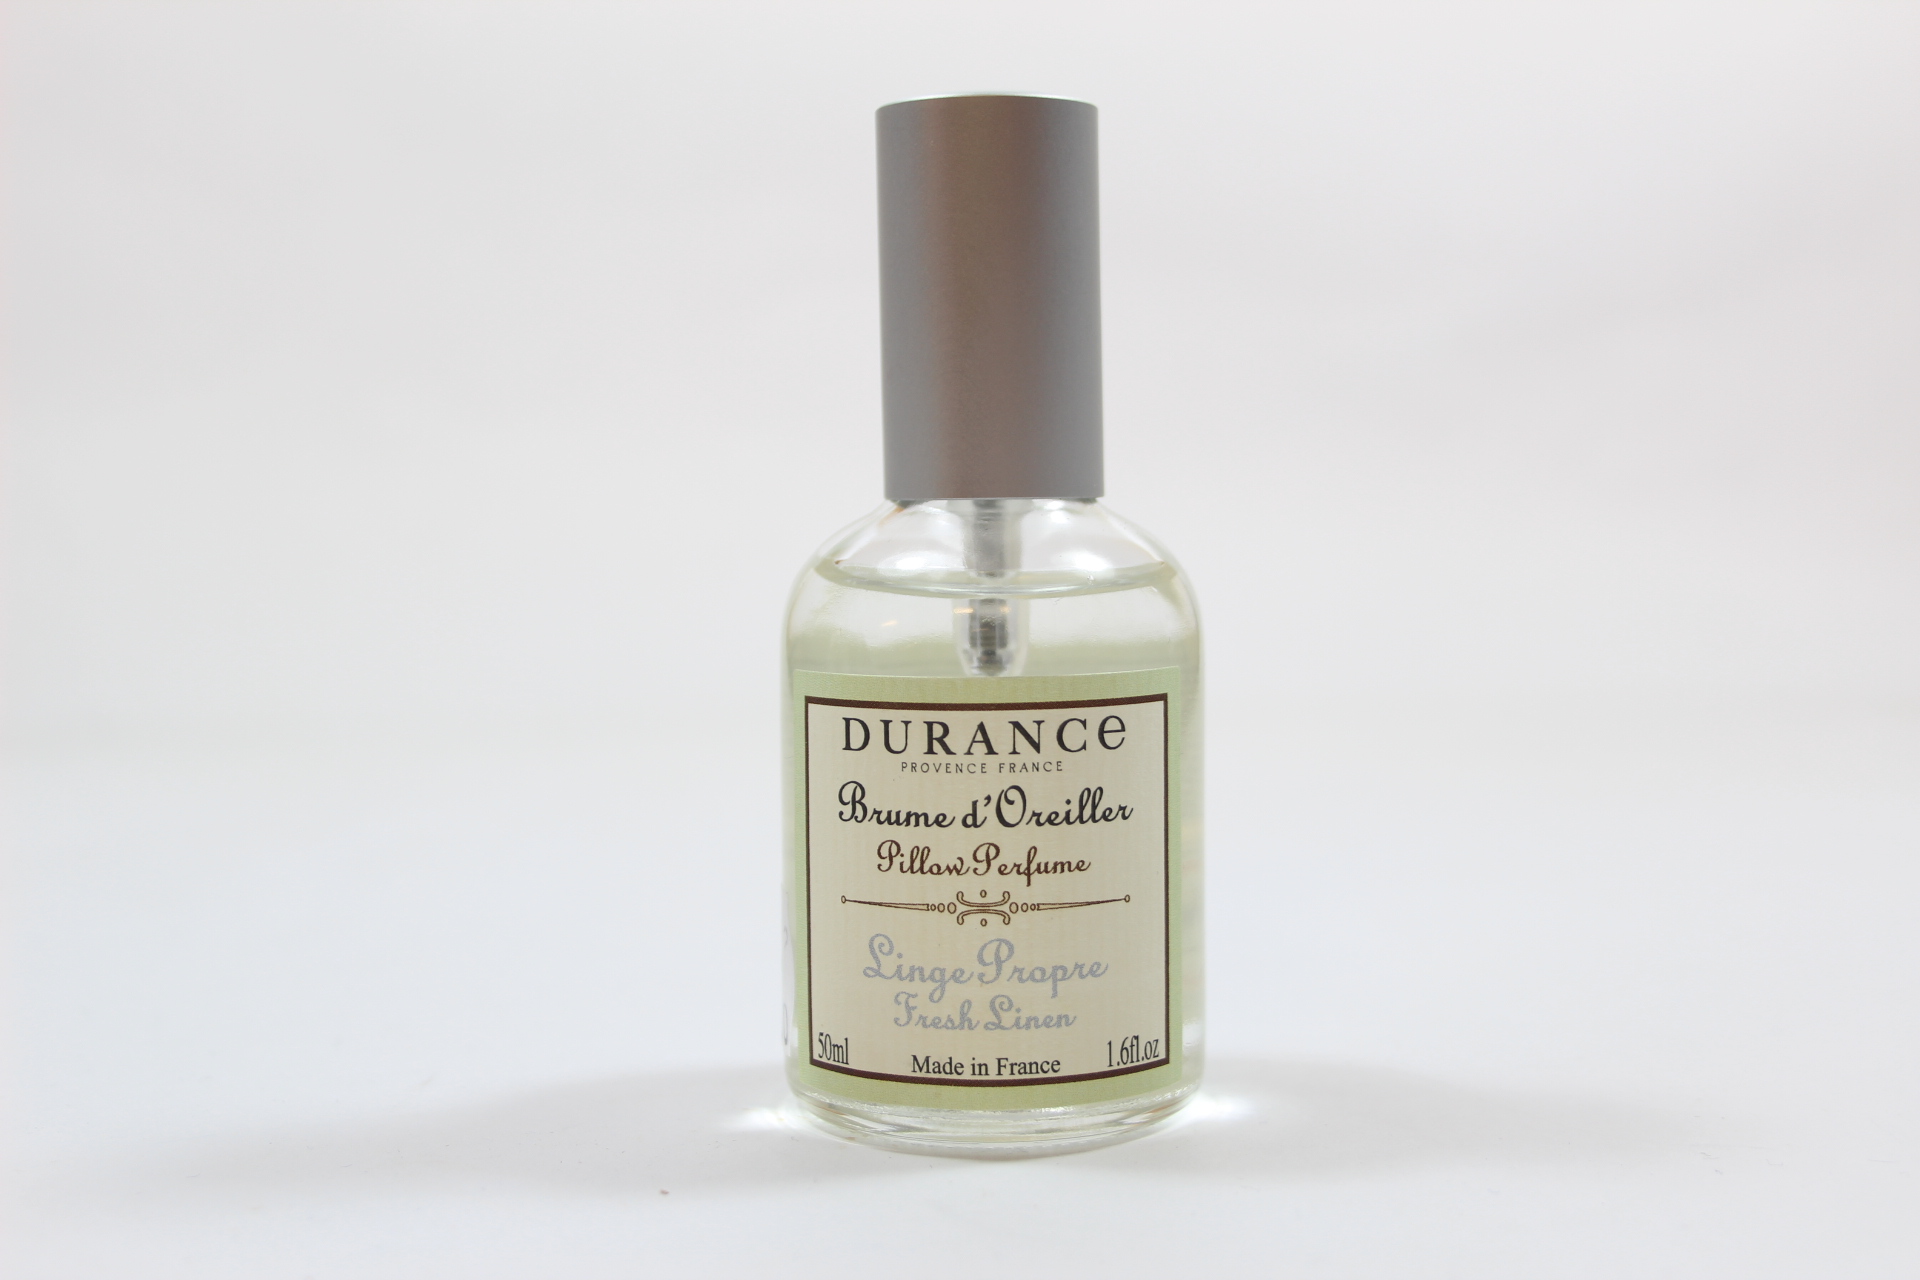 DURANCe
PROVENCE FRANCE
Brume d'Oreiller
Pillow Perfume
Linge Propre
Fresh Linen
50ml
Made in France
1.6fl.oz